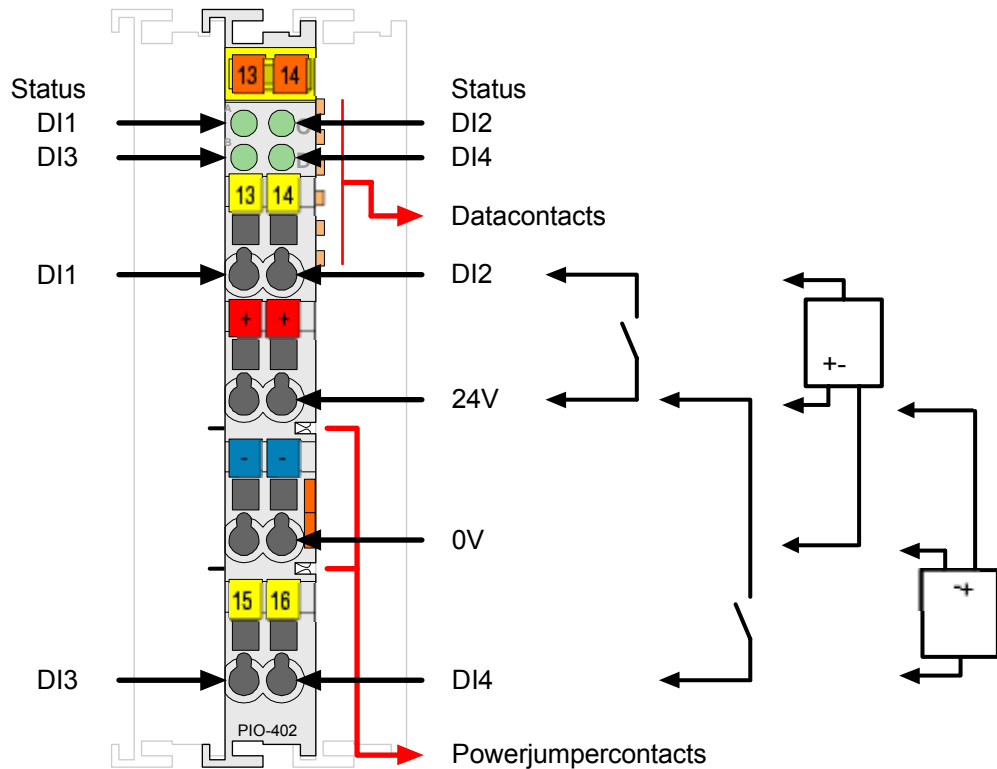 13 14
Status Status
A
DI1 C DI2
B
DI3 D DI4
13 14
Datacontacts
DI1 DI2
+ +
+-
24V
- -
0V
-+
15 16
DI3 DI4
PIO-402
Powerjumpercontacts